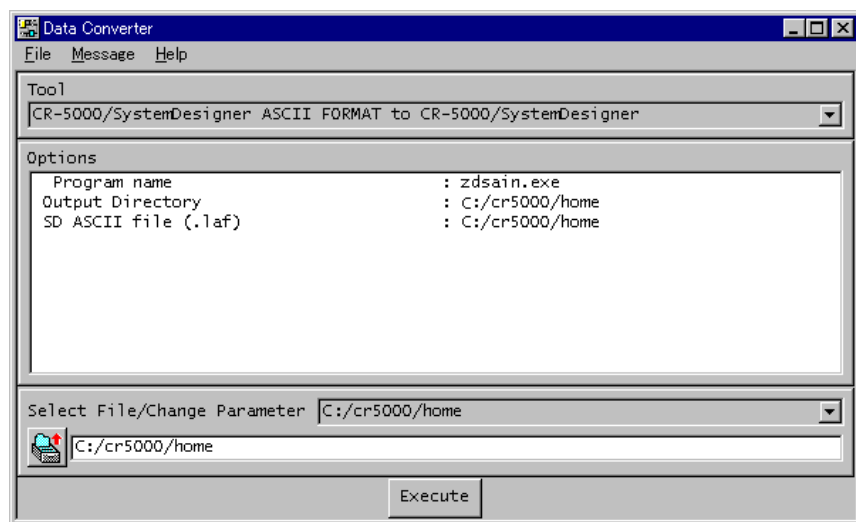 Data Converter
File Message Help
Tool
CR-5000/SystemDesigner ASCII FORMAT to CR-5000/SystemDesigner
Options
Program name : zdsain.exe
Output Directory : C:/cr5000/home
SD ASCII file (.laf) : C:/cr5000/home
Select File/Change Parameter C:/cr5000/home
C:/cr5000/home
Execute